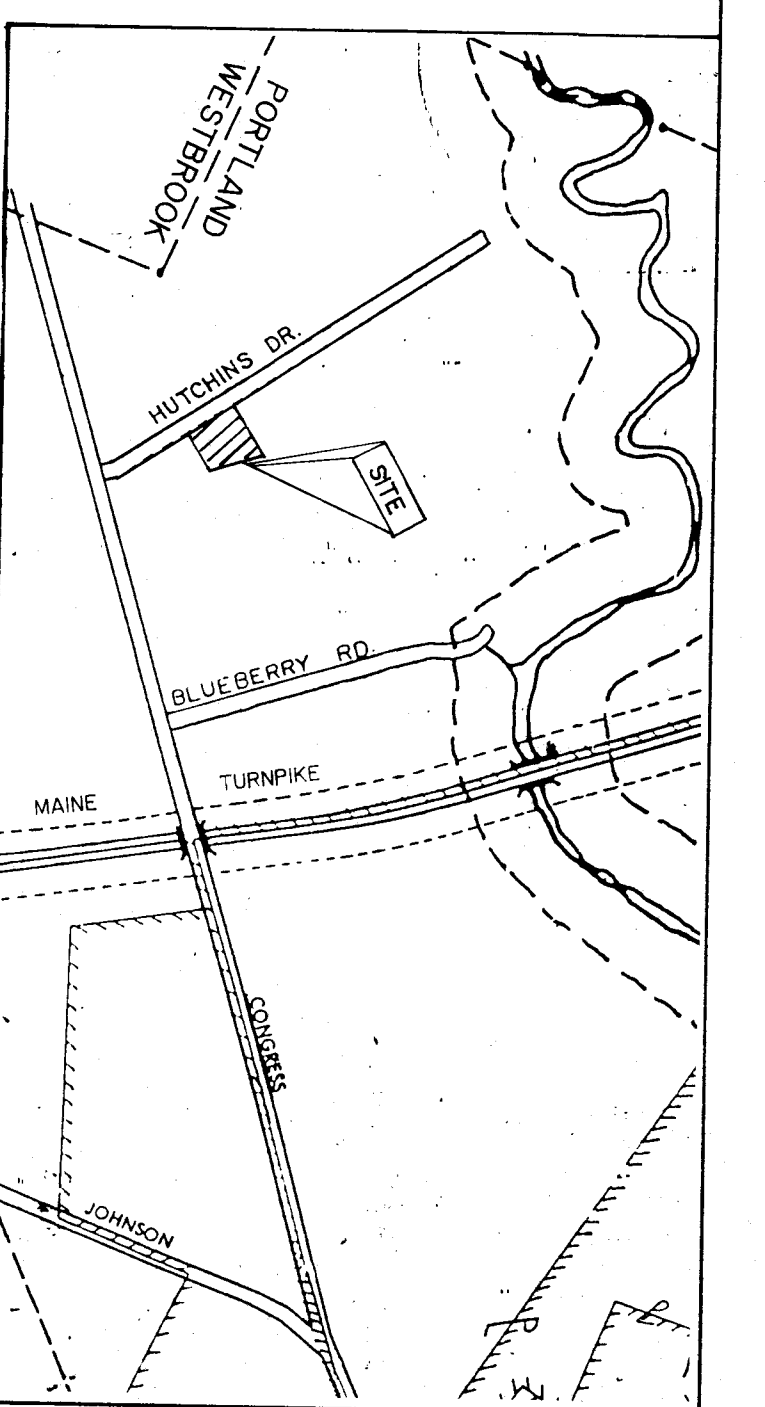 PORTLAND
WESTBROOK
HUTCHINS DR.
SITE
BLUEBERRY RD.
TURNPIKE
MAINE
CONGRESS
JOHNSON